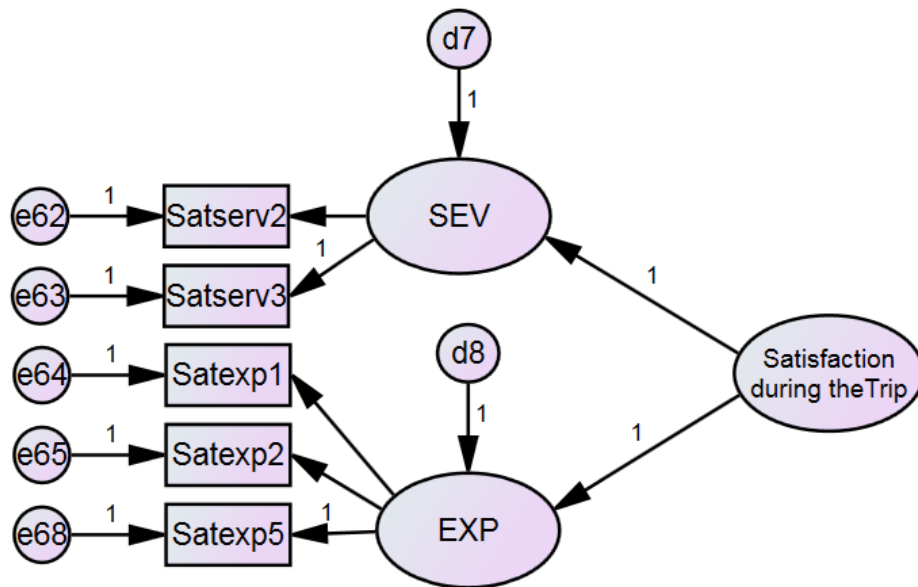 d7
1
e62
1
Satserv2
SEV
e63
1
Satserv3
1
1
e64
1
Satexp1
d8
Satisfaction
during theTrip
1
1
e65
1
Satexp2
e68
1
Satexp5
1
EXP